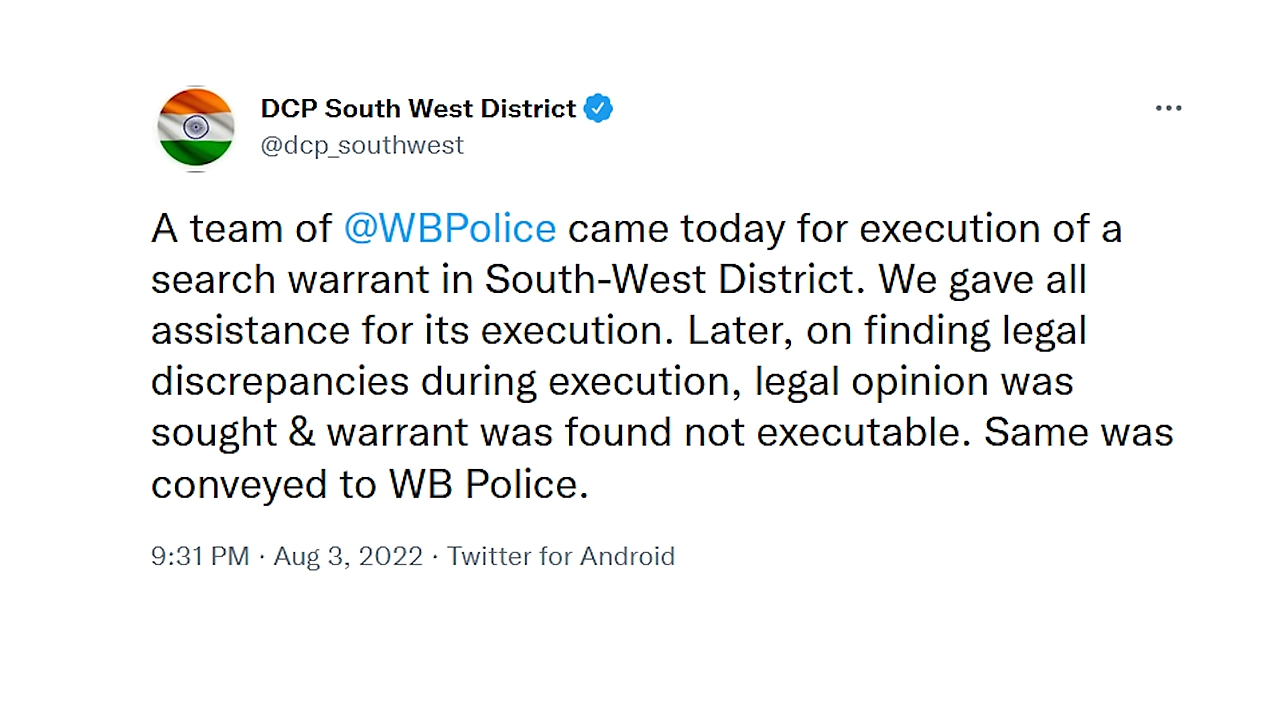 DCP South West District
@dcp_southwest
A team of @WBPolice came today for execution of a
search warrant in South-West District. We gave all
assistance for its execution. Later, on finding legal
discrepancies during execution, legal opinion was
sought & warrant was found not executable. Same was
conveyed to WB Police.
9:31 PM · Aug 3, 2022 · Twitter for Android